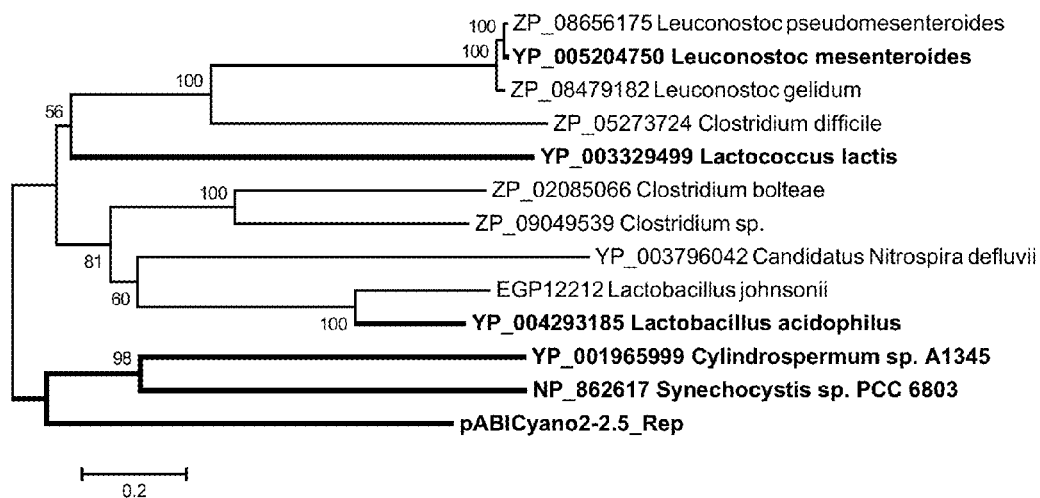 100 ZP_08656175 Leuconostoc pseudomesenteroides
100 YP_005204750 Leuconostoc mesenteroides
100 ZP_08479182 Leuconostoc gelidum
56 ZP_05273724 Clostridium difficile
YP_003329499 Lactococcus lactis
100 ZP_02085066 Clostridium bolteae
ZP_09049539 Clostridium sp.
81 YP_003796042 Candidatus Nitrospira defluvii
60 EGP12212 Lactobacillus johnsonii
100 YP_004293185 Lactobacillus acidophilus
98 YP_001965999 Cylindrospermum sp. A1345
NP_862617 Synechocystis sp. PCC 6803
pABICyano2-2.5_Rep
0.2